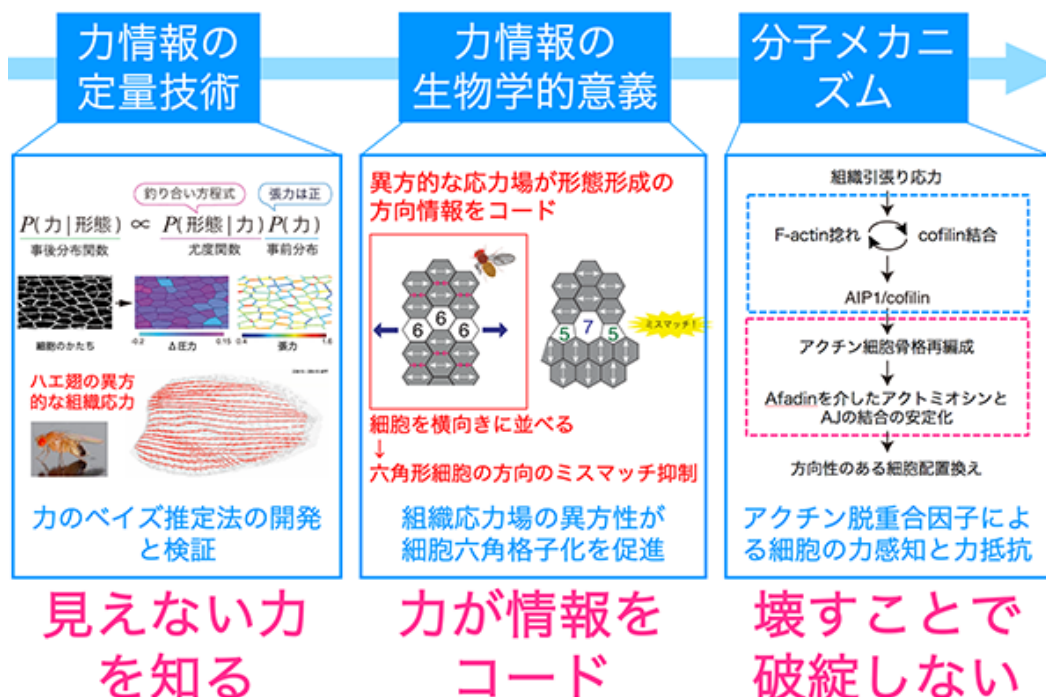 力情報の
定量技術
力情報の
生物学的意義
分子メカニ
ズム
釣り合い方程式
張力は正
P(力|形態) ∝ P(形態|力)P(力)
事後分布関数
尤度関数
事前分布
細胞のかたち
-0.2
0.15
Δ圧力
0.4
1.6
張力
ハエ翅の異方
的な組織応力
力のベイズ推定法の開発
と検証
見えない力
を知る
異方的な応力場が形態形成の
方向情報をコード
6
6
6
5
7
5
ミスマッチ!
細胞を横向きに並べる
↓
六角形細胞の方向のミスマッチ抑制
組織応力場の異方性が
細胞六角格子化を促進
力が情報を
コード
組織引張り応力
F-actin捻れ
cofilin結合
AIP1/cofilin
アクチン細胞骨格再編成
Afadinを介したアクトミオシンと
AJの結合の安定化
方向性のある細胞配置換え
アクチン脱重合因子によ
る細胞の力感知と力抵抗
壊すことで
破綻しない